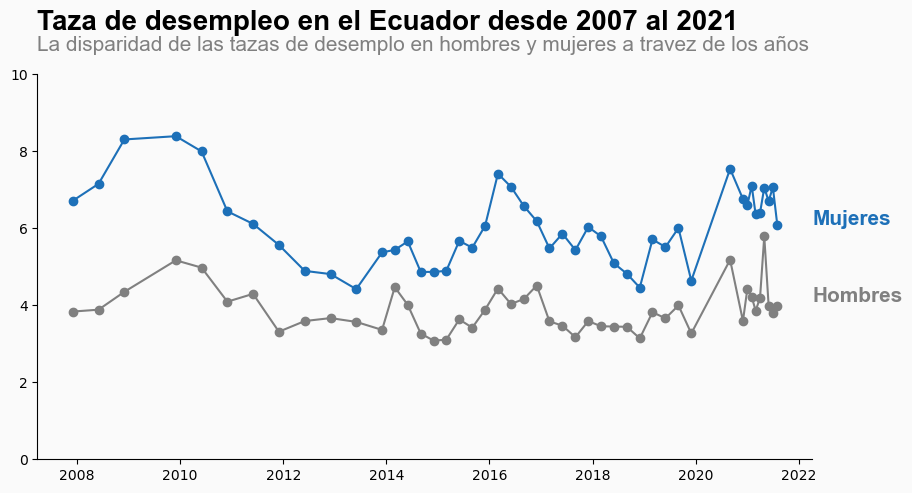 Taza de desempleo en el Ecuador desde 2007 al 2021
La disparidad de las tazas de desemplo en hombres y mujeres a travez de los años
10
8
6
4
2
0
Mujeres
Hombres
2008 2010 2012 2014 2016 2018 2020 2022